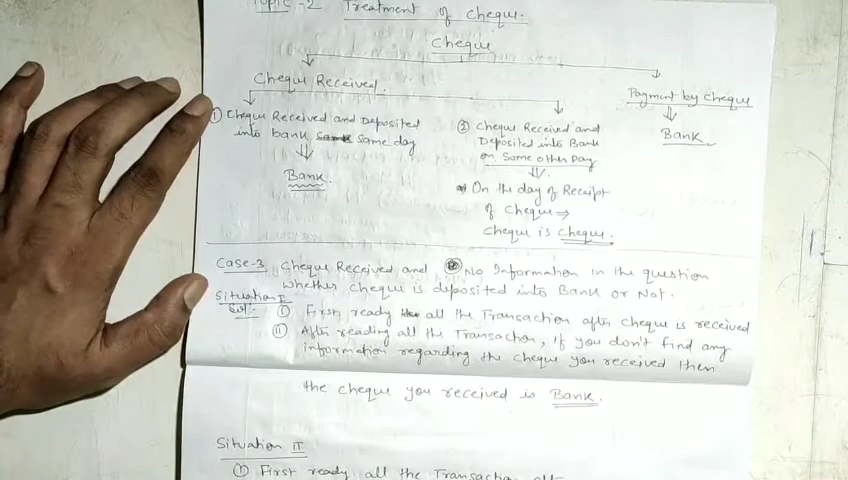 Topic-2 Treatment of Cheque.
Cheque
Cheque Received.
Payment by Cheque
Bank
① Cheque Received and Deposited
into bank same day
Bank.
② Cheque Received and
Deposited into Bank
on Some other Day
On the day of Receipt
of Cheque ⇒
Cheque is Cheque.
Case-3 Cheque Received and No Information in the question
whether cheque is deposited into Bank or Not.
Situation I
① First ready all the Transaction after cheque is received
⑪ After reading all the Transaction, if you don't find any
information regarding the cheque you received then
the cheque you received is Bank.
Situation II
① First ready all the Transaction